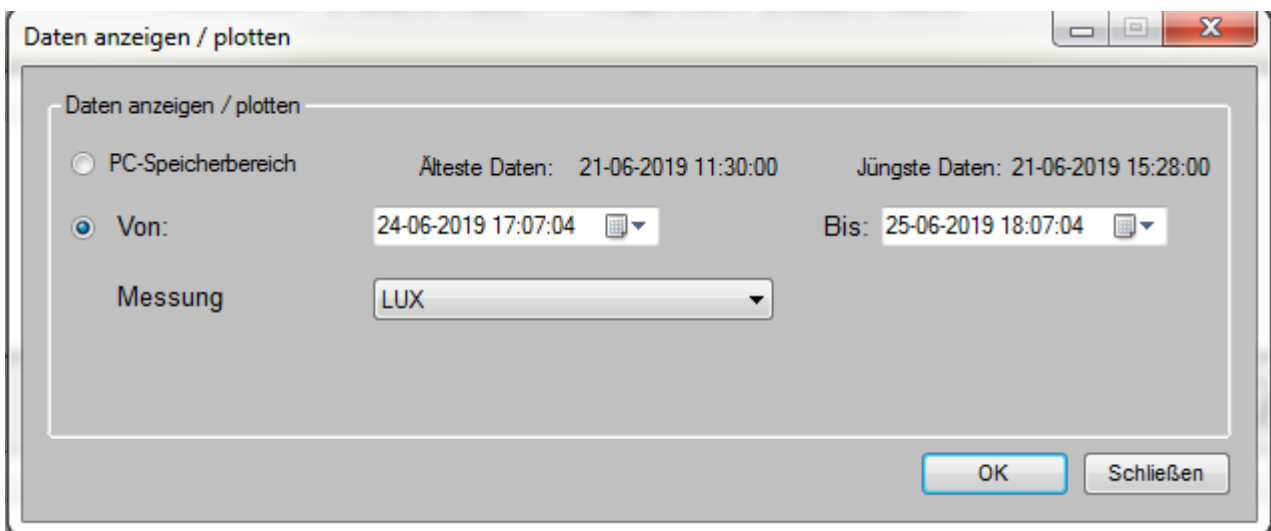 Daten anzeigen / plotten
Daten anzeigen / plotten
PC-Speicherbereich Älteste Daten: 21-06-2019 11:30:00 Jüngste Daten: 21-06-2019 15:28:00
Von: 24-06-2019 17:07:04 Bis: 25-06-2019 18:07:04
Messung LUX
OK Schließen